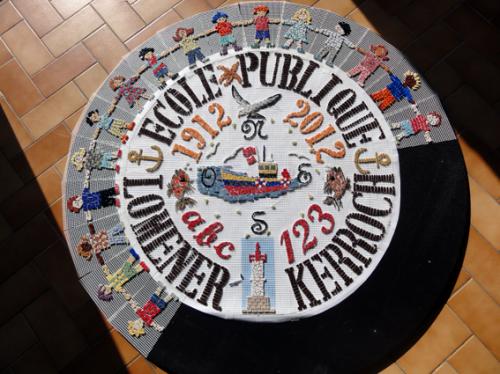 ECOLE PUBLIQUE
1912 2012
N
O
S
abc 123
LOMENER KERROCH